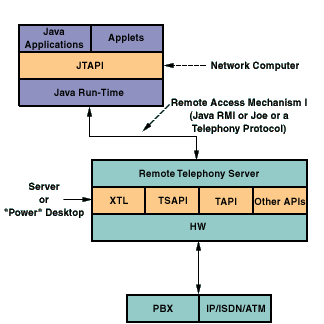 Java
Applications
Applets
JTAPI
Network Computer
Java Run-Time
Remote Access Mechanism I
(Java RMI or Joe or a
Telephony Protocol)
Remote Telephony Server
Server
or
"Power" Desktop
XTL
TSAPI
TAPI
Other APIs
HW
PBX
IP/ISDN/ATM